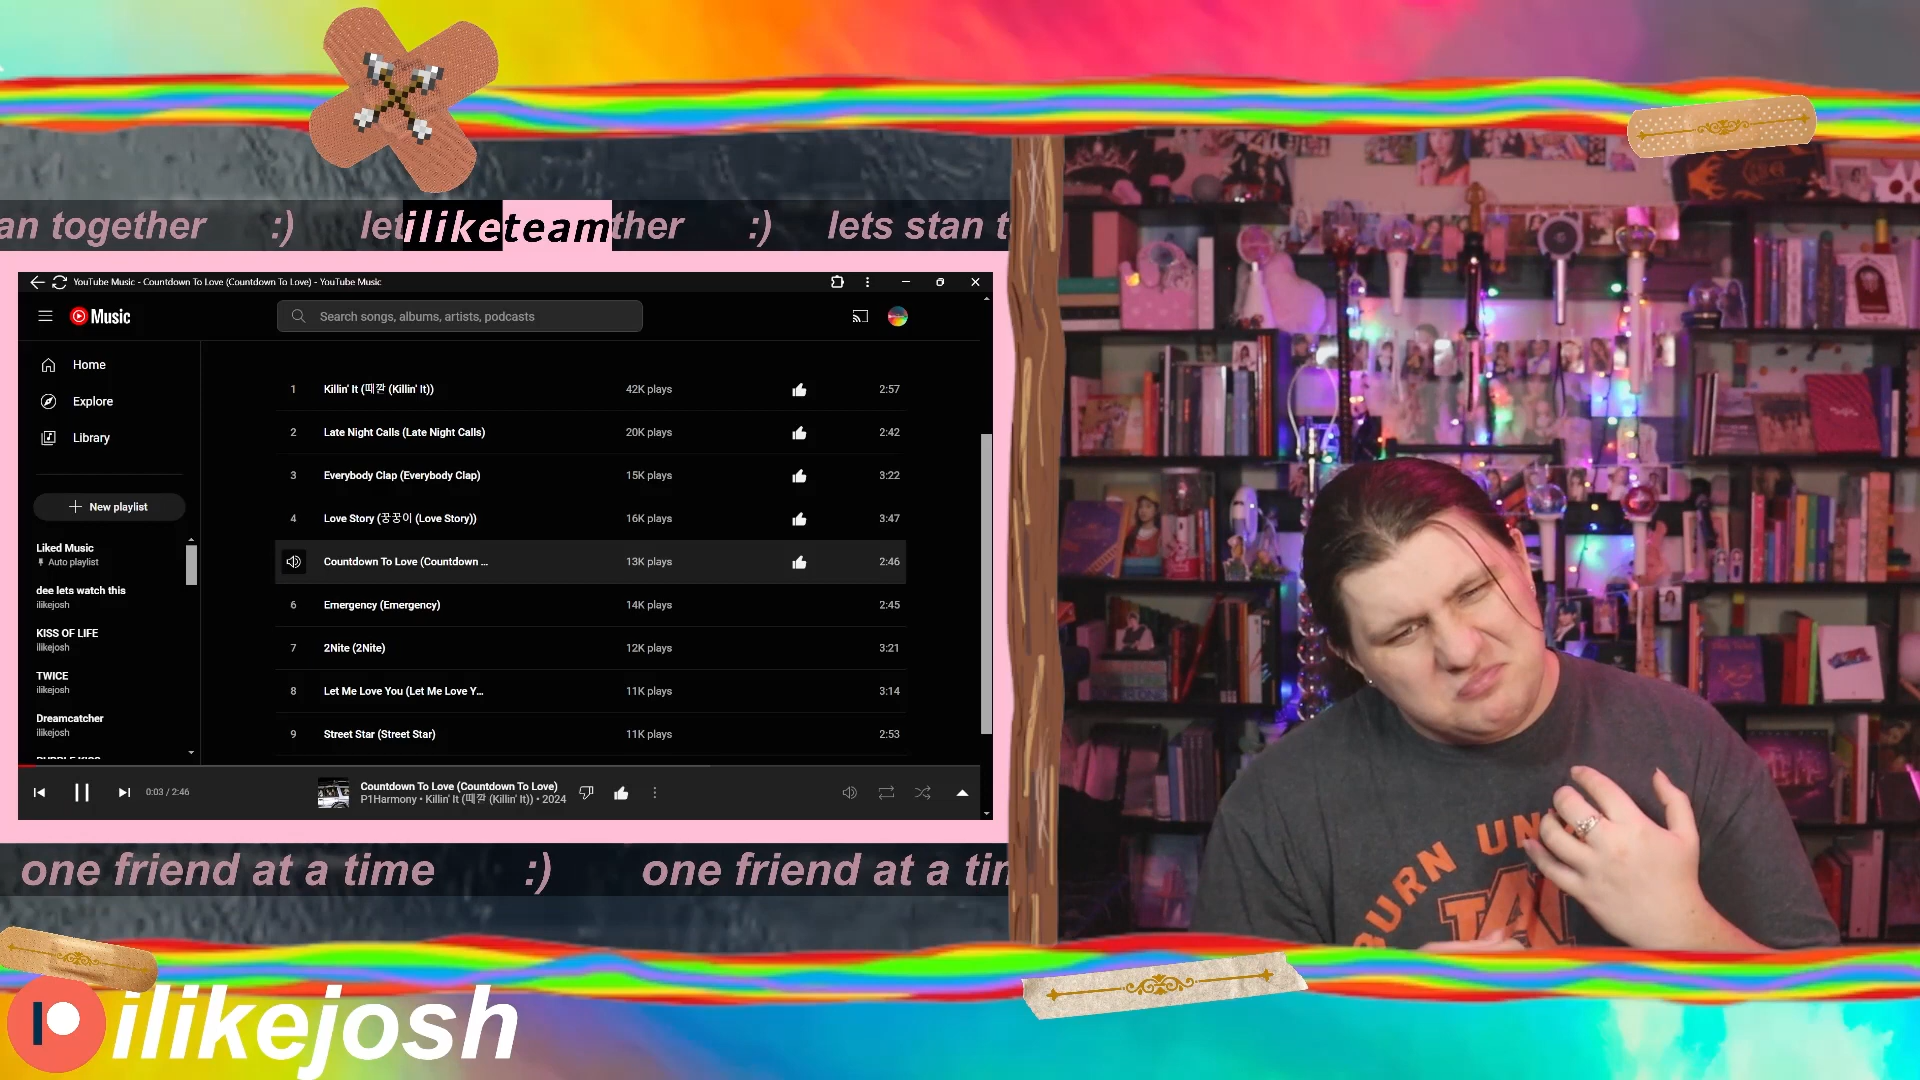 an together :) let iliketeam ther :) lets stan t
YouTube Music - Countdown To Love (Countdown To Love) - YouTube Music
Music
Search songs, albums, artists, podcasts
Home
Explore
Library
New playlist
Liked Music
Auto playlist
dee lets watch this
ilikejosh
KISS OF LIFE
ilikejosh
TWICE
ilikejosh
Dreamcatcher
ilikejosh
1 Killin' It (때깔 (Killin' It)) 42K plays 2:57
2 Late Night Calls (Late Night Calls) 20K plays 2:42
3 Everybody Clap (Everybody Clap) 15K plays 3:22
4 Love Story (꿍꿍이 (Love Story)) 16K plays 3:47
Countdown To Love (Countdown ... 13K plays 2:46
6 Emergency (Emergency) 14K plays 2:45
7 2Nite (2Nite) 12K plays 3:21
8 Let Me Love You (Let Me Love Y... 11K plays 3:14
9 Street Star (Street Star) 11K plays 2:53
0:03 / 2:46
Countdown To Love (Countdown To Love)
P1Harmony • Killin' It (때깔 (Killin' It)) • 2024
one friend at a time :) one friend at a tim
ilikejosh
BURN UN